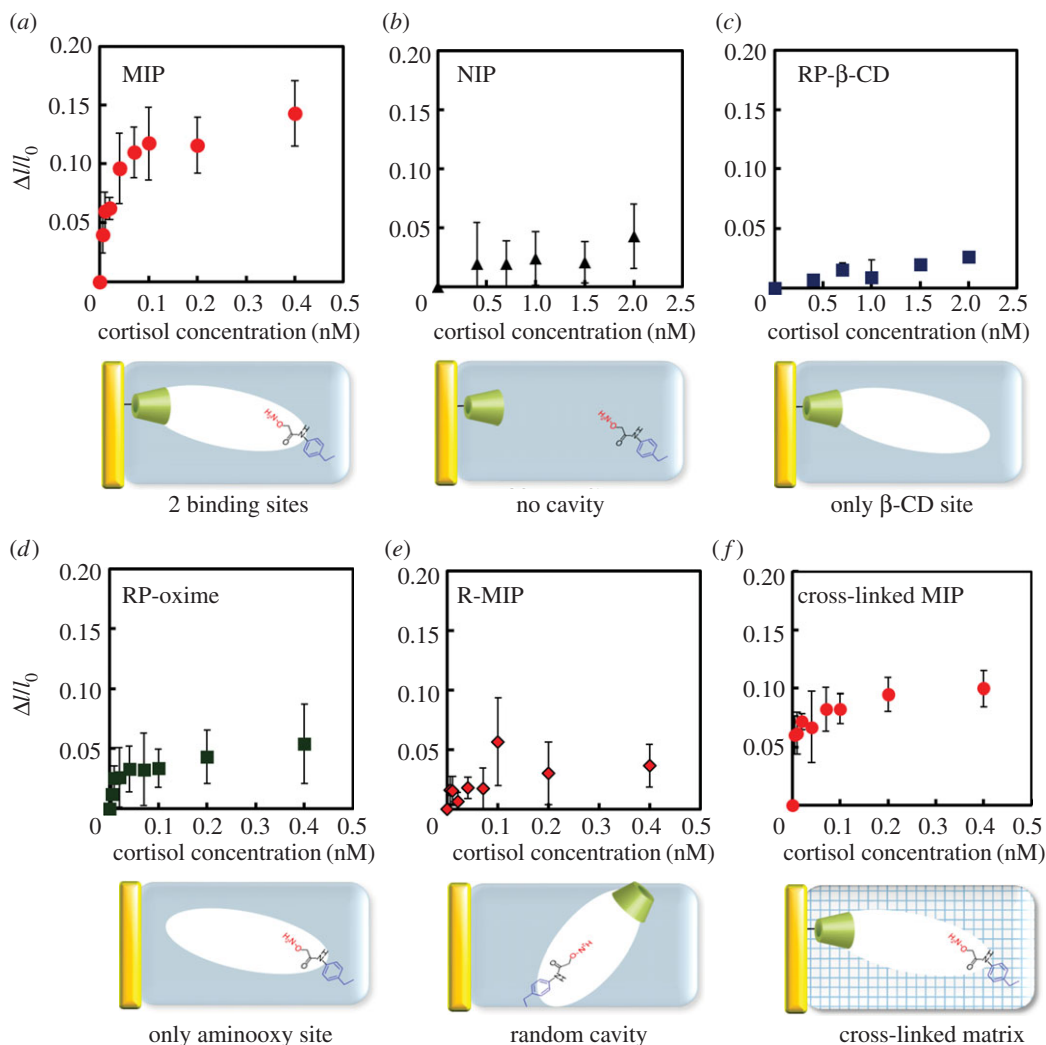 (a)
(b)
(c)
0.20
0.15
0.10
0.05
0
Δl/l0
MIP
0.1 0.2 0.3 0.4 0.5
cortisol concentration (nM)
2 binding sites
0.20
0.15
0.10
0.05
0
NIP
0.5 1.0 1.5 2.0 2.5
cortisol concentration (nM)
no cavity
0.20
0.15
0.10
0.05
0
RP-β-CD
0.5 1.0 1.5 2.0 2.5
cortisol concentration (nM)
only β-CD site
(d)
(e)
(f)
0.20
0.15
0.10
0.05
0
Δl/l0
RP-oxime
0.1 0.2 0.3 0.4 0.5
cortisol concentration (nM)
only aminooxy site
0.20
0.15
0.10
0.05
0
R-MIP
0.1 0.2 0.3 0.4 0.5
cortisol concentration (nM)
random cavity
0.20
0.15
0.10
0.05
0
cross-linked MIP
0.1 0.2 0.3 0.4 0.5
cortisol concentration (nM)
cross-linked matrix